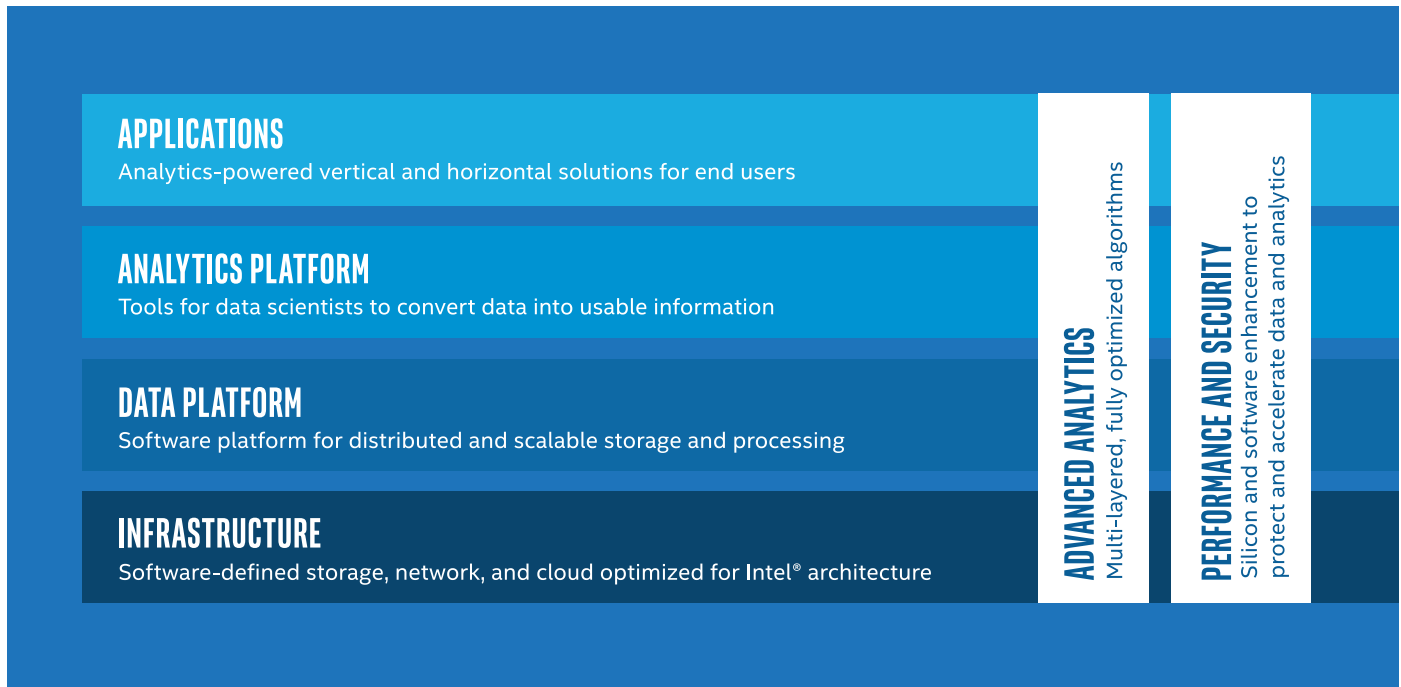 APPLICATIONS
Analytics-powered vertical and horizontal solutions for end users
ANALYTICS PLATFORM
Tools for data scientists to convert data into usable information
DATA PLATFORM
Software platform for distributed and scalable storage and processing
INFRASTRUCTURE
Software-defined storage, network, and cloud optimized for Intel® architecture
ADVANCED ANALYTICS
Multi-layered, fully optimized algorithms
PERFORMANCE AND SECURITY
Silicon and software enhancement to
protect and accelerate data and analytics